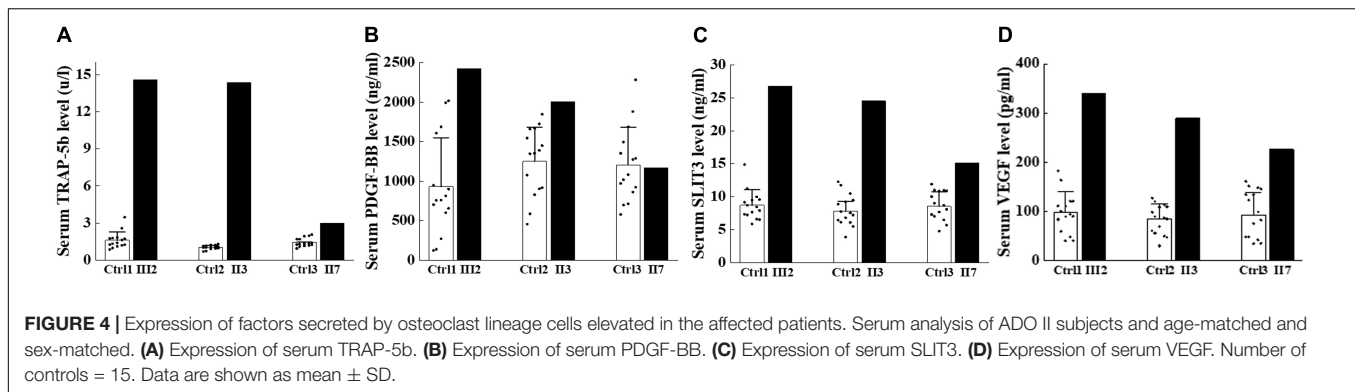 A
B
C
D
Serum TRAP-5b level (u/l)
15
12
9
6
3
0
Ctrl1 III2 Ctrl2 II3 Ctrl3 II7
Serum PDGF-BB level (ng/ml)
2500
2000
1500
1000
500
0
Ctrl1 III2 Ctrl2 II3 Ctrl3 II7
Serum SLIT3 level (ng/ml)
30
25
20
15
10
5
0
Ctrl1 III2 Ctrl2 II3 Ctrl3 II7
Serum VEGF level (pg/ml)
400
300
200
100
0
Ctrl1 III2 Ctrl2 II3 Ctrl3 II7
FIGURE 4 | Expression of factors secreted by osteoclast lineage cells elevated in the affected patients. Serum analysis of ADO II subjects and age-matched and
sex-matched. (A) Expression of serum TRAP-5b. (B) Expression of serum PDGF-BB. (C) Expression of serum SLIT3. (D) Expression of serum VEGF. Number of
controls = 15. Data are shown as mean ± SD.